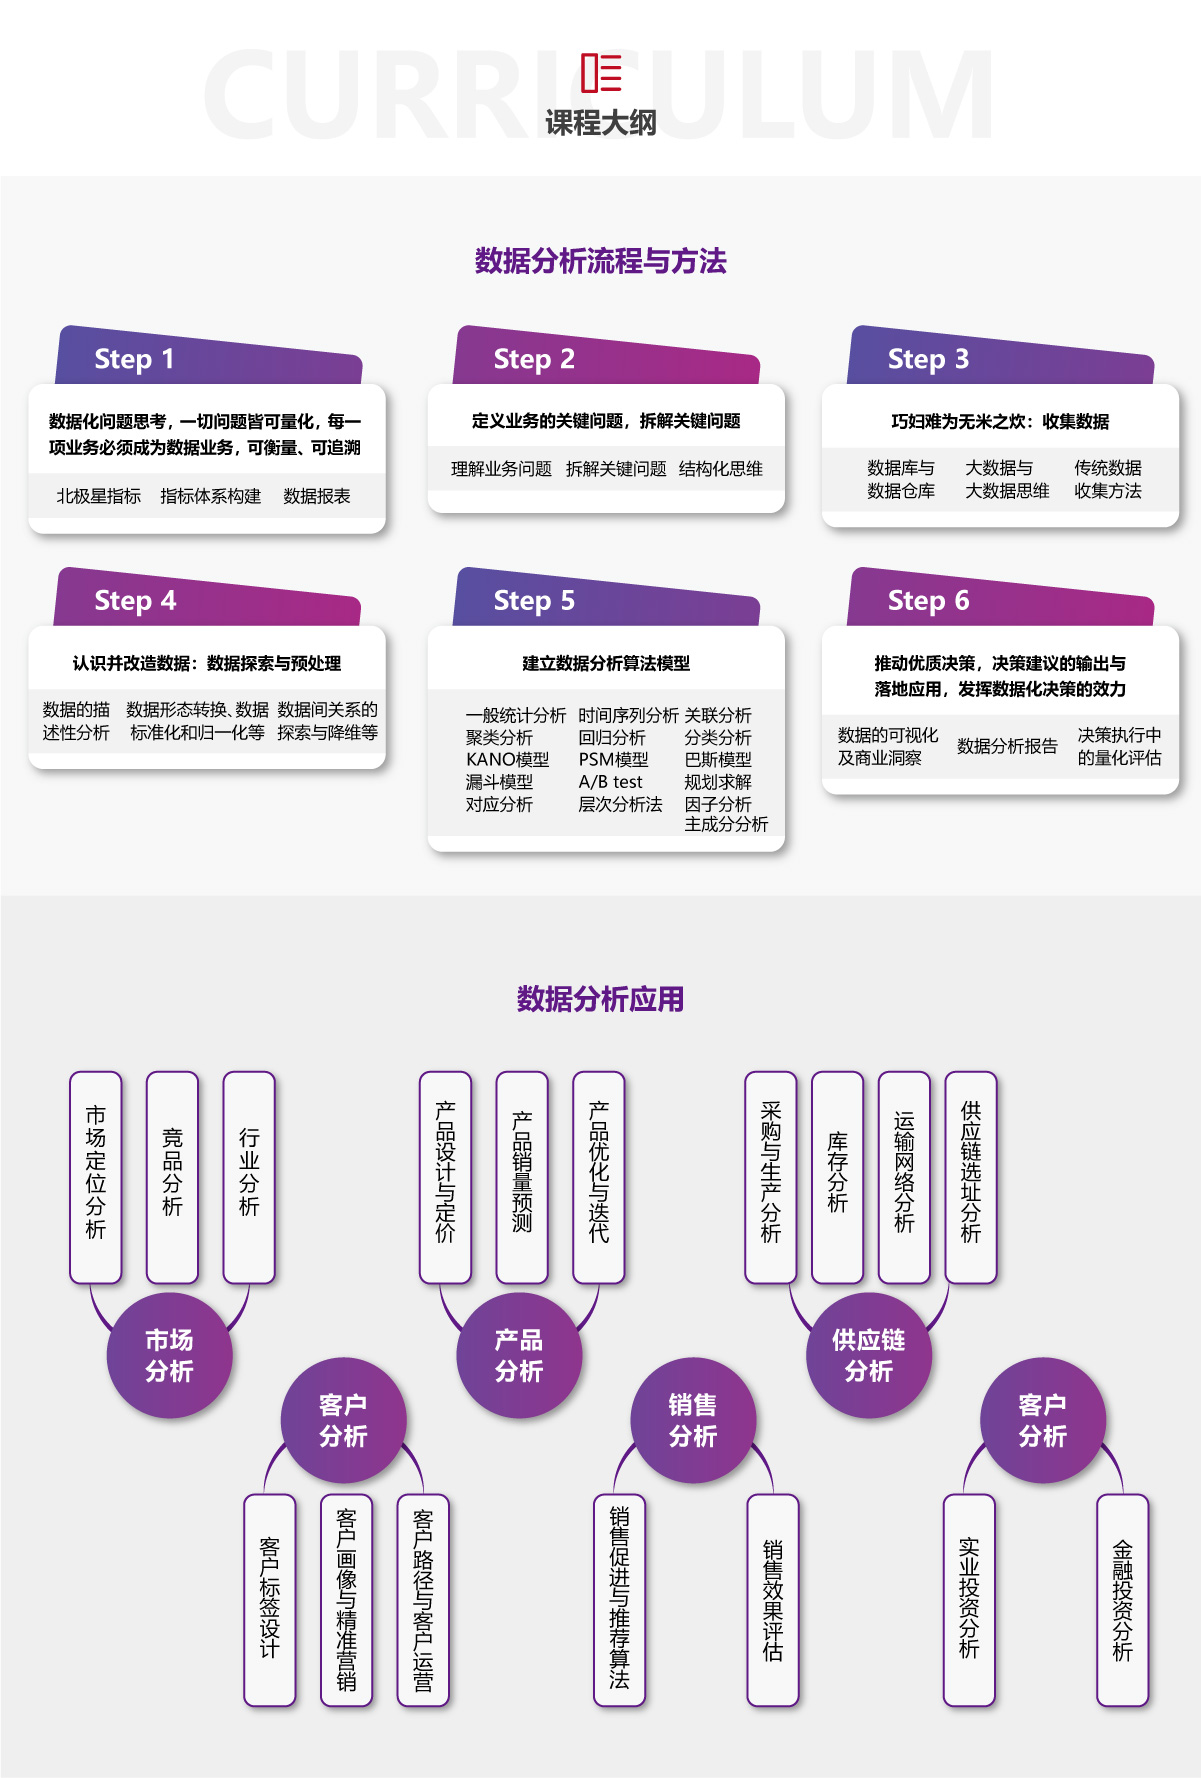 CURRICULUM
课程大纲
数据分析流程与方法
Step 1
数据化问题思考，一切问题皆可量化，每一
项业务必须成为数据业务，可衡量、可追溯
北极星指标 指标体系构建 数据报表
Step 2
定义业务的关键问题，拆解关键问题
理解业务问题 拆解关键问题 结构化思维
Step 3
巧妇难为无米之炊：收集数据
数据库与 大数据与 传统数据
数据仓库 大数据思维 收集方法
Step 4
认识并改造数据：数据探索与预处理
数据的描 数据形态转换、数据 数据间关系的
述性分析 标准化和归一化等 探索与降维等
Step 5
建立数据分析算法模型
一般统计分析 时间序列分析 关联分析
聚类分析 回归分析 分类分析
KANO模型 PSM模型 巴斯模型
漏斗模型 A/B test 规划求解
对应分析 层次分析法 因子分析
主成分分析
Step 6
推动优质决策，决策建议的输出与
落地应用，发挥数据化决策的效力
数据的可视化 数据分析报告 决策执行中
及商业洞察 的量化评估
数据分析应用
市场定位分析
竞品分析
行业分析
市场
分析
产品设计与定价
产品销量预测
产品优化与迭代
产品
分析
采购与生产分析
库存分析
运输网络分析
供应链选址分析
供应链
分析
客户
分析
客户标签设计
客户画像与精准营销
客户路径与客户运营
销售
分析
销售促进与推荐算法
销售效果评估
客户
分析
实业投资分析
金融投资分析